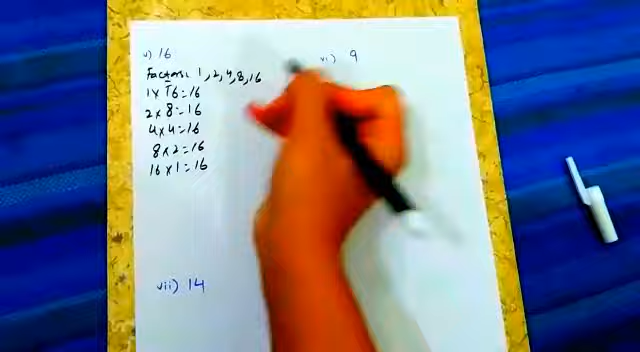 v) 16
Factors: 1, 2, 4, 8, 16
1 x 16 = 16
2 x 8 = 16
4 x 4 = 16
8 x 2 = 16
16 x 1 = 16
vi) 9
vii) 14